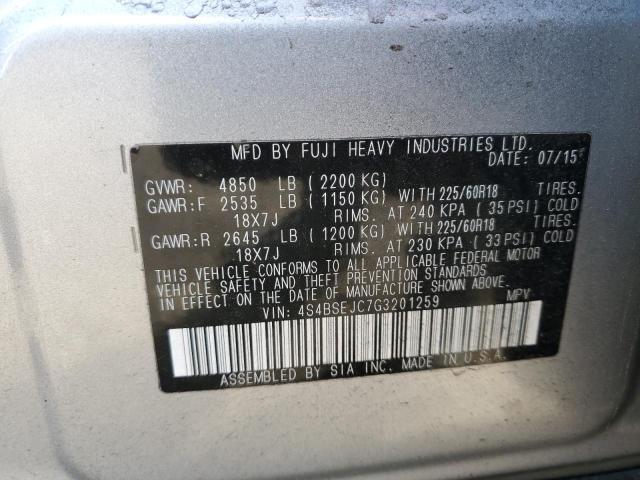 MFD BY FUJI HEAVY INDUSTRIES LTD.
DATE: 07/15
GVWR: 4850 LB ( 2200 KG)
GAWR:F 2535 LB ( 1150 KG) WITH 225/60R18 TIRES.
18X7J RIMS. AT 240 KPA ( 35 PSI) COLD
GAWR:R 2645 LB ( 1200 KG) WITH 225/60R18 TIRES.
18X7J RIMS. AT 230 KPA ( 33 PSI) COLD
THIS VEHICLE CONFORMS TO ALL APPLICABLE FEDERAL MOTOR
VEHICLE SAFETY AND THEFT PREVENTION STANDARDS
IN EFFECT ON THE DATE OF MANUFACTURE SHOWN ABOVE.
VIN: 4S4BSEJC7G3201259 MPV
ASSEMBLED BY SIA INC. MADE IN U.S.A.